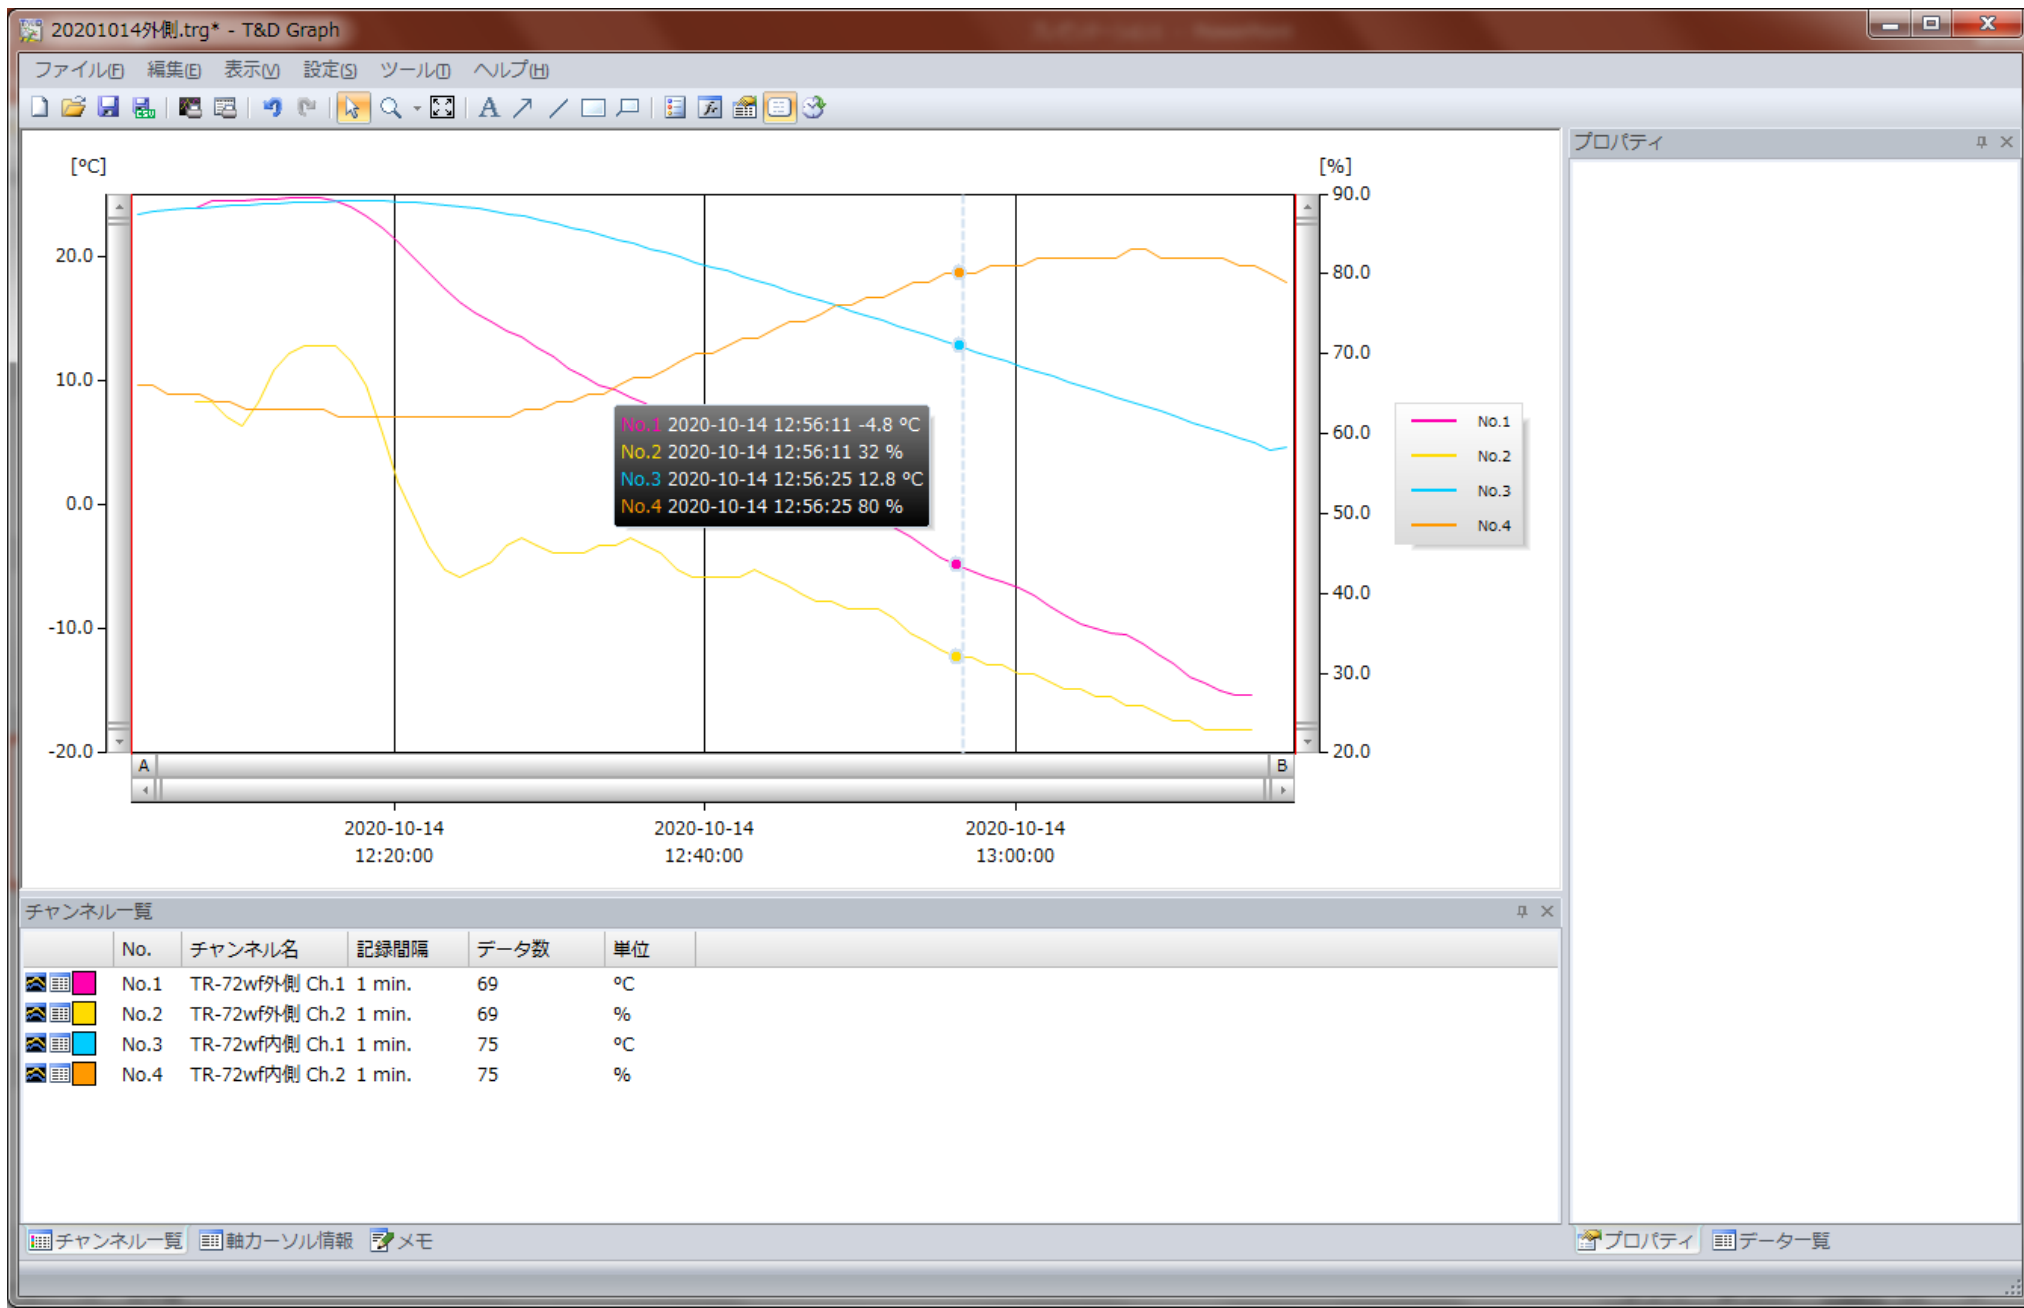 20201014外側.trg* - T&D Graph
ファイル(F) 編集(E) 表示(V) 設定(S) ツール(T) ヘルプ(H)
プロパティ
[°C]
[%]
20.0
10.0
0.0
-10.0
-20.0
90.0
80.0
70.0
60.0
50.0
40.0
30.0
20.0
No.1 2020-10-14 12:56:11 -4.8 °C
No.2 2020-10-14 12:56:11 32 %
No.3 2020-10-14 12:56:25 12.8 °C
No.4 2020-10-14 12:56:25 80 %
No.1
No.2
No.3
No.4
A B
2020-10-14 2020-10-14 2020-10-14
12:20:00 12:40:00 13:00:00
チャンネル一覧
No. チャンネル名 記録間隔 データ数 単位
No.1 TR-72wf外側 Ch.1 1 min. 69 °C
No.2 TR-72wf外側 Ch.2 1 min. 69 %
No.3 TR-72wf内側 Ch.1 1 min. 75 °C
No.4 TR-72wf内側 Ch.2 1 min. 75 %
チャンネル一覧 軸カーソル情報 メモ
プロパティ データ一覧